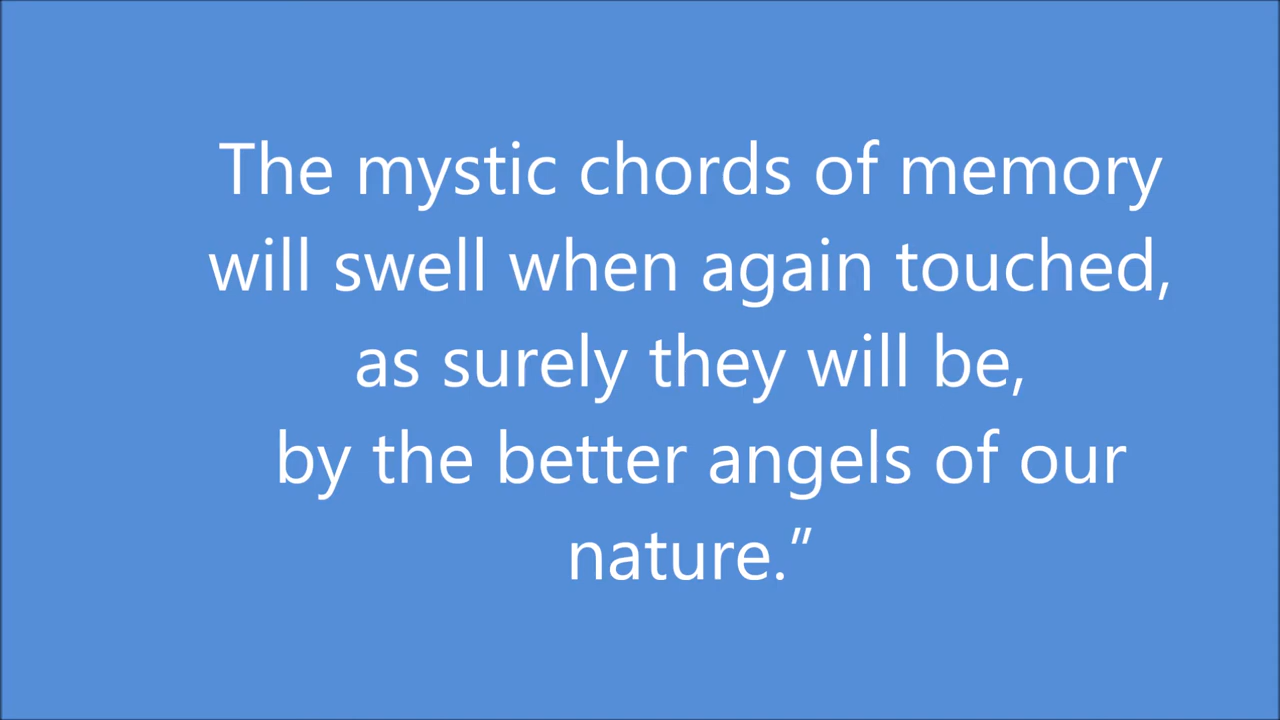 The mystic chords of memory
will swell when again touched,
as surely they will be,
by the better angels of our
nature.”